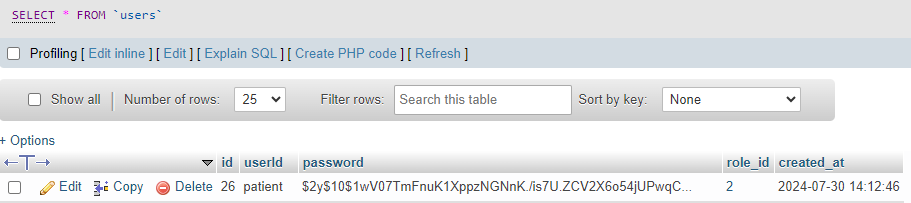 SELECT * FROM `users`
Profiling [ Edit inline ] [ Edit ] [ Explain SQL ] [ Create PHP code ] [ Refresh ]
Show all Number of rows: 25 Filter rows: Search this table Sort by key: None
+ Options
←T→ id userId password role_id created_at
Edit Copy Delete 26 patient $2y$10$1wV07TmFnuK1XppzNGNnK./is7U.ZCV2X6o54jUPwqC... 2 2024-07-30 14:12:46